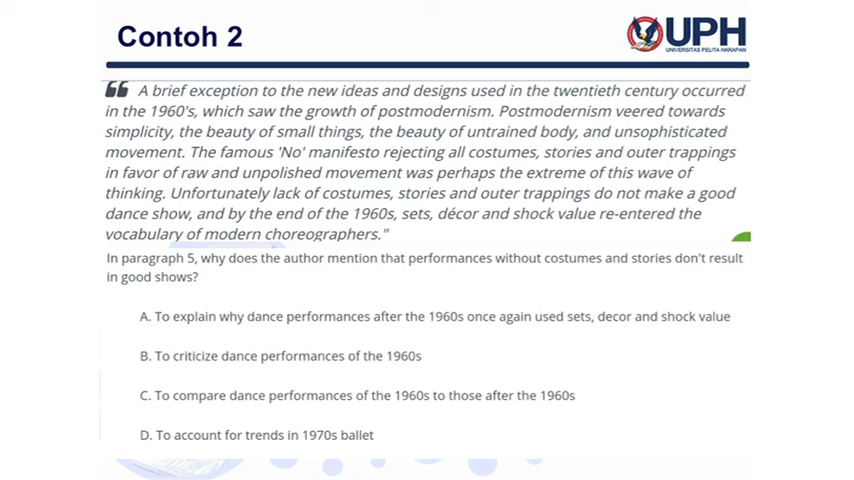 Contoh 2
UPH
UNIVERSITAS PELITA HARAPAN
“ A brief exception to the new ideas and designs used in the twentieth century occurred
in the 1960's, which saw the growth of postmodernism. Postmodernism veered towards
simplicity, the beauty of small things, the beauty of untrained body, and unsophisticated
movement. The famous 'No' manifesto rejecting all costumes, stories and outer trappings
in favor of raw and unpolished movement was perhaps the extreme of this wave of
thinking. Unfortunately lack of costumes, stories and outer trappings do not make a good
dance show, and by the end of the 1960s, sets, décor and shock value re-entered the
vocabulary of modern choreographers."
In paragraph 5, why does the author mention that performances without costumes and stories don't result
in good shows?
A. To explain why dance performances after the 1960s once again used sets, decor and shock value
B. To criticize dance performances of the 1960s
C. To compare dance performances of the 1960s to those after the 1960s
D. To account for trends in 1970s ballet